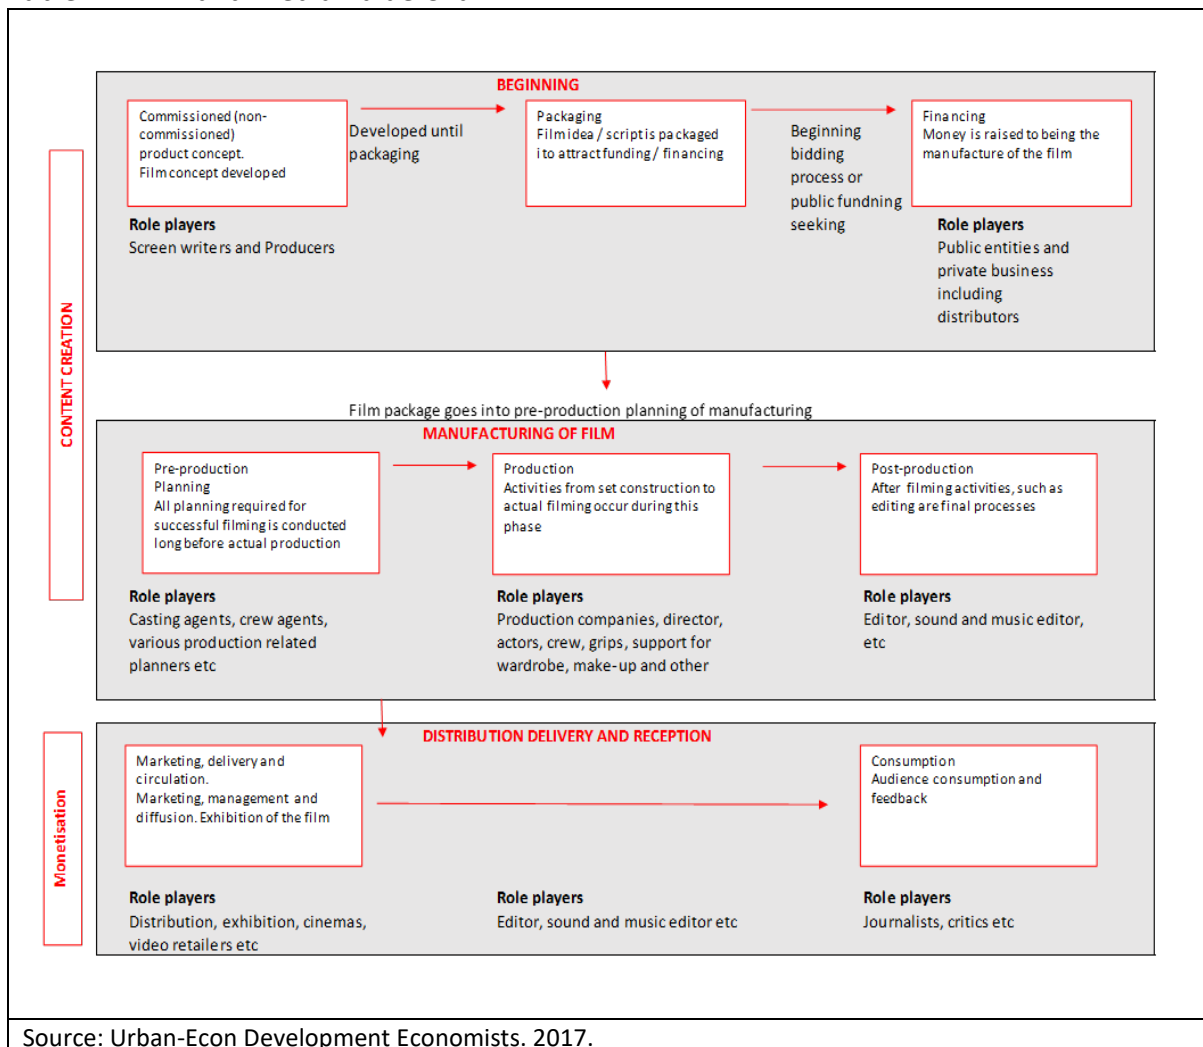 BEGINNING
Commissioned (non-
commissioned)
product concept.
Film concept developed
Developed until
packaging
Packaging
Film idea / script is packaged
i to attract funding / financing
Beginning
bidding
process or
public fundning
seeking
Financing
Money is raised to being the
manufacture of the film
Role players
Screen writers and Producers
Role players
Public entities and
private business
including
distributors
CONTENT CREATION
Film package goes into pre-production planning of manufacturing
MANUFACTURING OF FILM
Pre-production
Planning
All planning required for
successful filming is conducted
long before actual production
Production
Activities from set construction to
actual filming occur during this
phase
Post-production
After filming activities, such as
editing are final processes
Role players
Casting agents, crew agents,
various production related
planners etc
Role players
Production companies, director,
actors, crew, grips, support for
wardrobe, make-up and other
Role players
Editor, sound and music editor,
etc
Monetisation
DISTRIBUTION DELIVERY AND RECEPTION
Marketing, delivery and
circulation.
Marketing, management and
diffusion. Exhibition of the film
Consumption
Audience consumption and
feedback
Role players
Distribution, exhibition, cinemas,
video retailers etc
Role players
Editor, sound and music editor etc
Role players
Journalists, critics etc
Source: Urban-Econ Development Economists. 2017.